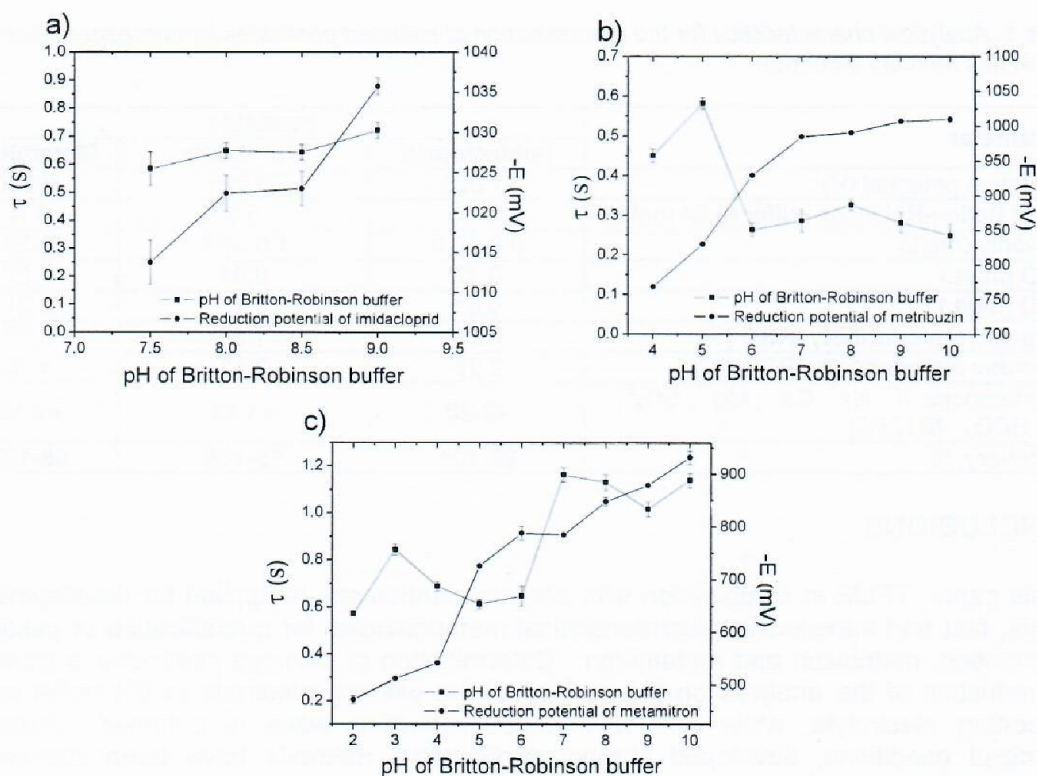 a)
1.0
0.9
0.8
0.7
0.6
0.5
0.4
0.3
0.2
0.1
0.0
τ (s)
1040
1035
1030
1026
1022
1018
1014
1010
1005
-E (mV)
pH of Britton-Robinson buffer
Reduction potential of imidacloprid
7.0 7.5 8.0 8.5 9.0 9.5
pH of Britton-Robinson buffer
b)
0.7
0.6
0.5
0.4
0.3
0.2
0.1
0.0
τ (s)
1100
1050
1000
950
900
850
800
750
700
-E (mV)
pH of Britton-Robinson buffer
Reduction potential of metribuzin
4 5 6 7 8 9 10
pH of Britton-Robinson buffer
c)
1.2
1.0
0.8
0.6
0.4
0.2
τ (s)
900
800
700
600
500
-E (mV)
pH of Britton-Robinson buffer
Reduction potential of metamitron
2 3 4 5 6 7 8 9 10
pH of Britton-Robinson buffer